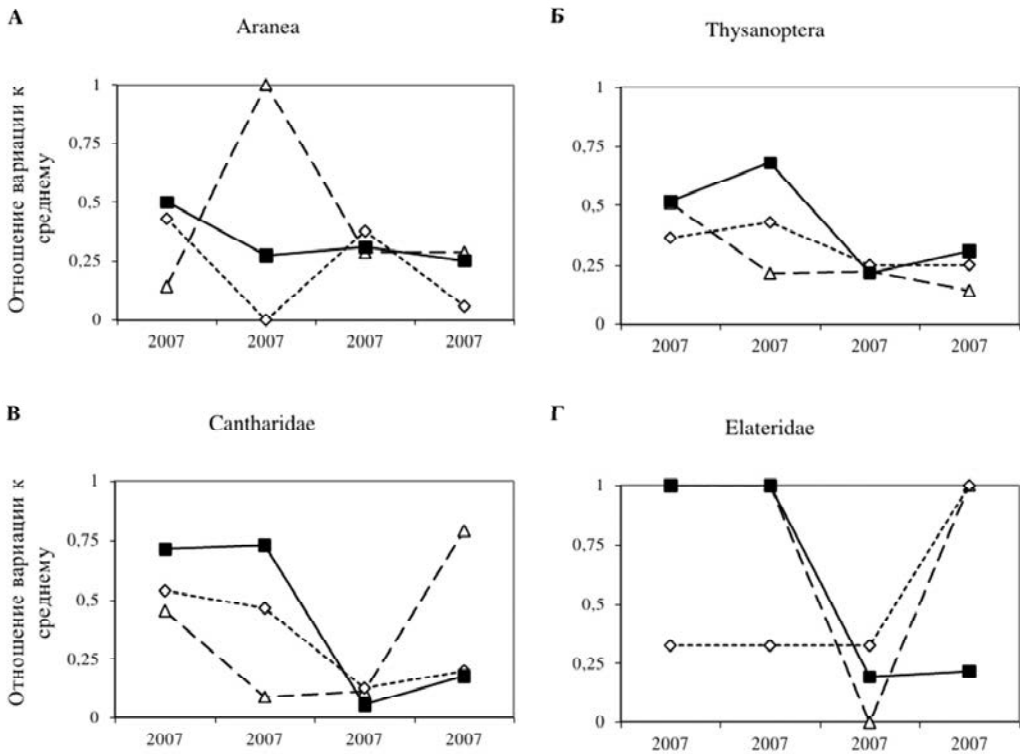 А
Aranea
Отношение вариации к
среднему
1
0,75
0,5
0,25
0
2007 2007 2007 2007
Б
Thysanoptera
1
0,75
0,5
0,25
0
2007 2007 2007 2007
В
Cantharidae
Отношение вариации к
среднему
1
0,75
0,5
0,25
0
2007 2007 2007 2007
Г
Elateridae
1
0,75
0,5
0,25
0
2007 2007 2007 2007